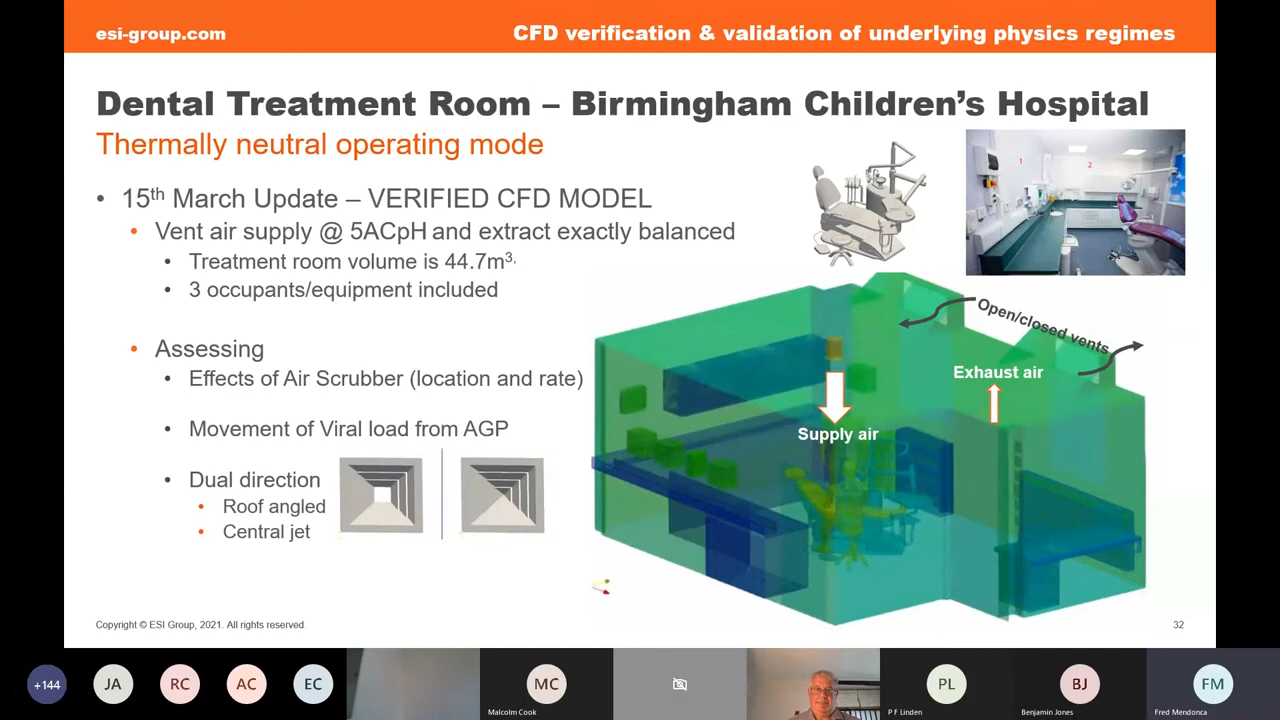 esi-group.com
CFD verification & validation of underlying physics regimes
Dental Treatment Room – Birmingham Children's Hospital
Thermally neutral operating mode
• 15th March Update – VERIFIED CFD MODEL
• Vent air supply @ 5ACpH and extract exactly balanced
• Treatment room volume is 44.7m3,
• 3 occupants/equipment included
• Assessing
• Effects of Air Scrubber (location and rate)
• Movement of Viral load from AGP
• Dual direction
• Roof angled
• Central jet
1
2
Open/closed vents
Exhaust air
Supply air
Copyright © ESI Group, 2021. All rights reserved.
32
+144
JA
RC
AC
EC
MC
Malcolm Cook
PL
P F Linden
BJ
Benjamin Jones
FM
Fred Mendonca